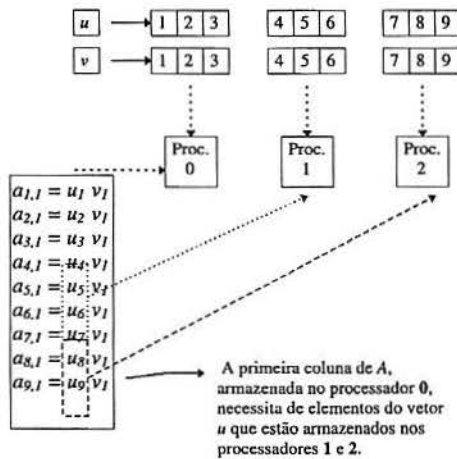 u 1 2 3 4 5 6 7 8 9
v 1 2 3 4 5 6 7 8 9
Proc. 0
Proc. 1
Proc. 2
a1,1 = u1 v1
a2,1 = u2 v1
a3,1 = u3 v1
a4,1 = u4 v1
a5,1 = u5 v1
a6,1 = u6 v1
a7,1 = u7 v1
a8,1 = u8 v1
a9,1 = u9 v1
A primeira coluna de A,
armazenada no processador 0,
necessita de elementos do vetor
u que estão armazenados nos
processadores 1 e 2.